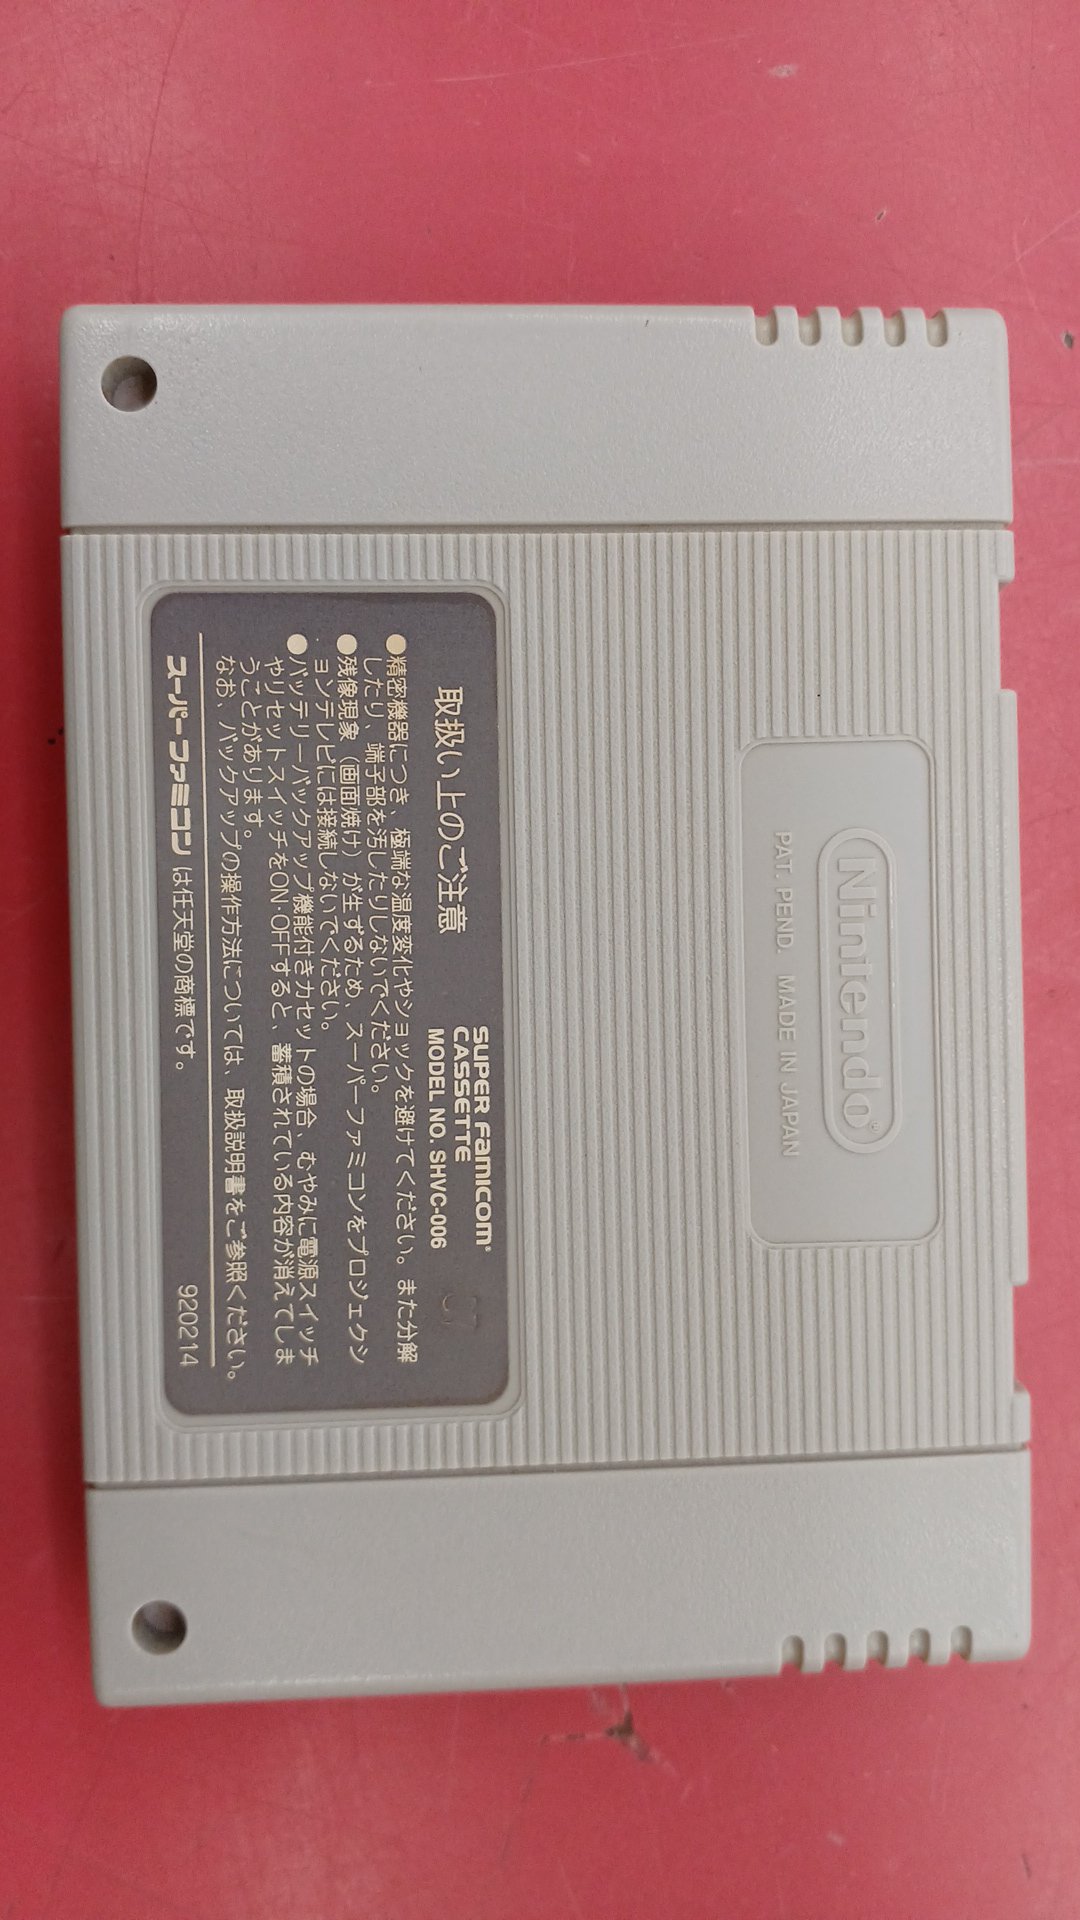 Nintendo
PAT. PEND. MADE IN JAPAN
SUPER FAMICOM®
CASSETTE
MODEL NO. SHVC-006
取扱い上のご注意
●精密機器につき、極端な温度変化やショックを避けてください。また分解
したり、端子部を汚したりしないでください。
●残像現象(画面焼け)が生ずるため、スーパーファミコンをプロジェクシ
ョンテレビには接続しないでください。
●バッテリーバックアップ機能付きカセットの場合、むやみに電源スイッチ
やリセットスイッチをON・OFFすると、蓄積されている内容が消えてしま
うことがあります。
なお、バックアップの操作方法については、取扱説明書をご参照ください。
スーパーファミコンは任天堂の商標です。
920214